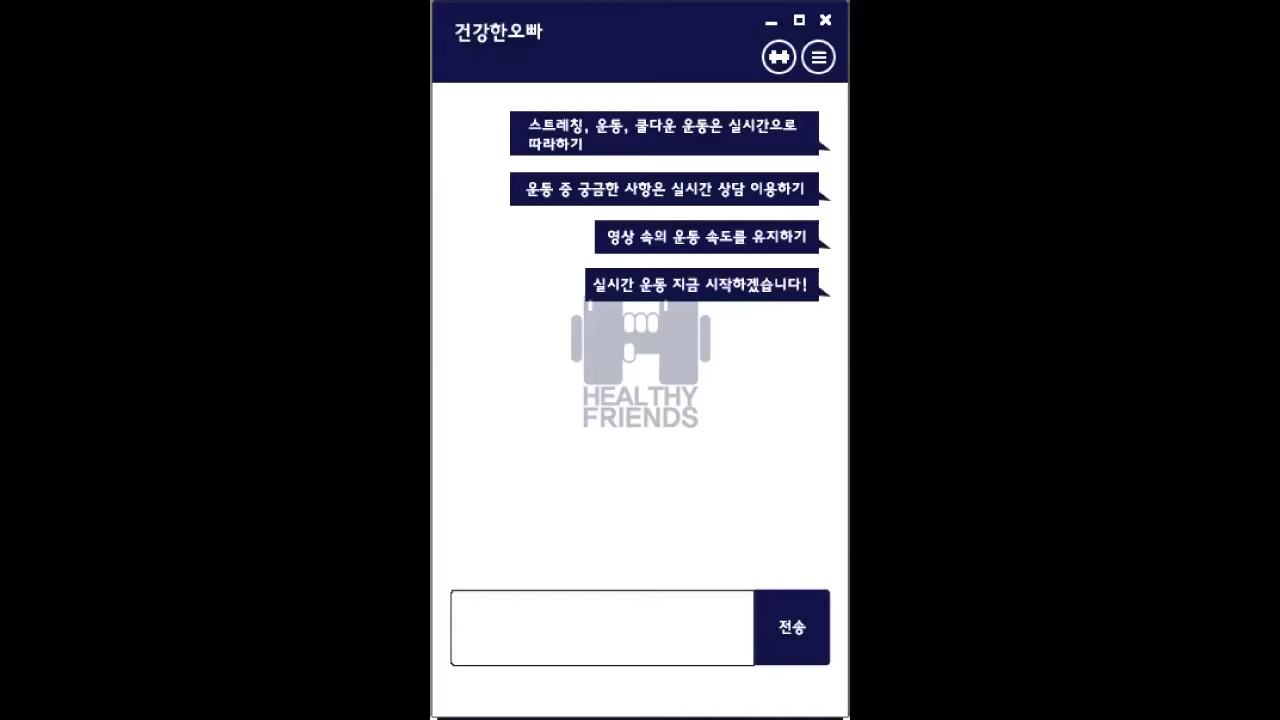 건강한오빠
스트레칭, 운동, 쿨다운 운동은 실시간으로
따라하기
운동 중 궁금한 사항은 실시간 상담 이용하기
영상 속의 운동 속도를 유지하기
실시간 운동 지금 시작하겠습니다!
HEALTHY
FRIENDS
전송